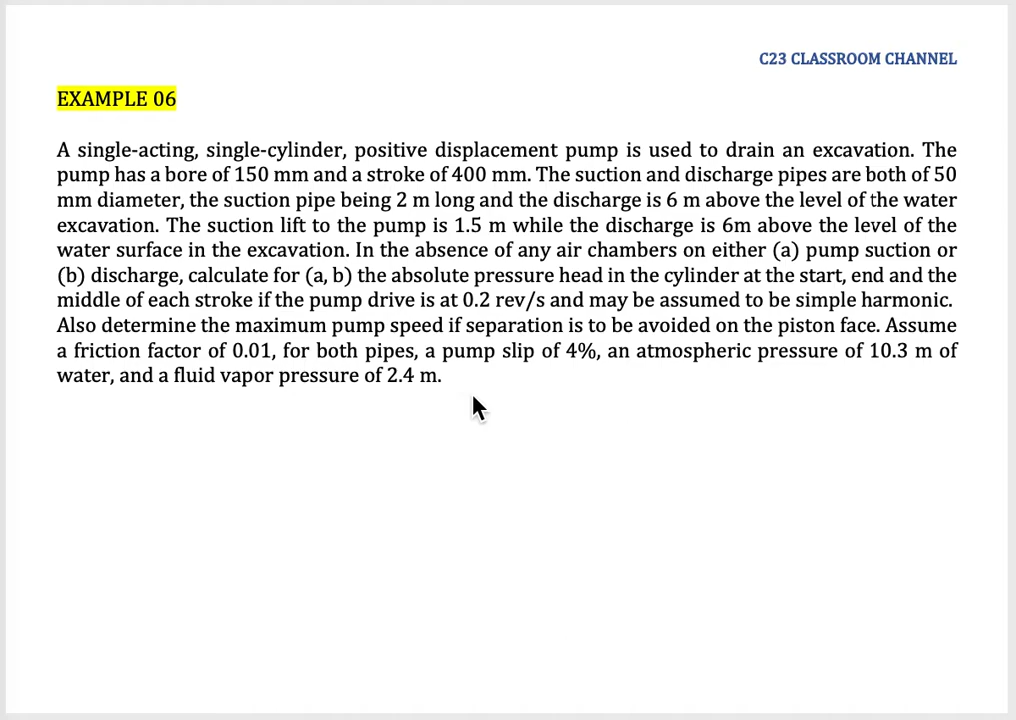 C23 CLASSROOM CHANNEL
EXAMPLE 06
A single-acting, single-cylinder, positive displacement pump is used to drain an excavation. The
pump has a bore of 150 mm and a stroke of 400 mm. The suction and discharge pipes are both of 50
mm diameter, the suction pipe being 2 m long and the discharge is 6 m above the level of the water
excavation. The suction lift to the pump is 1.5 m while the discharge is 6m above the level of the
water surface in the excavation. In the absence of any air chambers on either (a) pump suction or
(b) discharge, calculate for (a, b) the absolute pressure head in the cylinder at the start, end and the
middle of each stroke if the pump drive is at 0.2 rev/s and may be assumed to be simple harmonic.
Also determine the maximum pump speed if separation is to be avoided on the piston face. Assume
a friction factor of 0.01, for both pipes, a pump slip of 4%, an atmospheric pressure of 10.3 m of
water, and a fluid vapor pressure of 2.4 m.